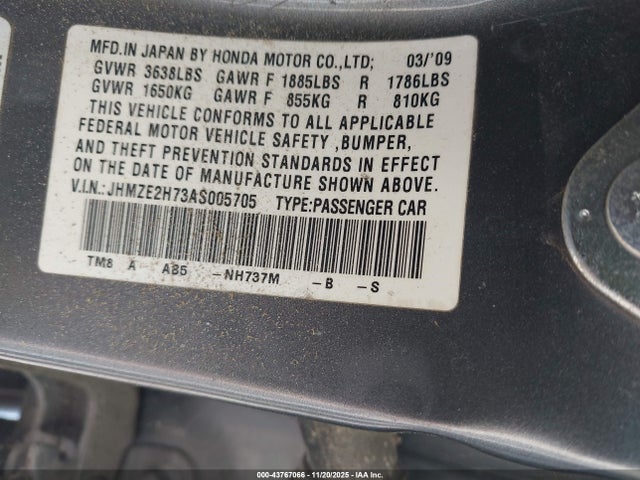 MFD.IN JAPAN BY HONDA MOTOR CO.,LTD; 03/'09
GVWR 3638LBS GAWR F 1885LBS R 1786LBS
GVWR 1650KG GAWR F 855KG R 810KG
THIS VEHICLE CONFORMS TO ALL APPLICABLE
FEDERAL MOTOR VEHICLE SAFETY ,BUMPER,
AND THEFT PREVENTION STANDARDS IN EFFECT
ON THE DATE OF MANUFACTURE SHOWN ABOVE.
V.I.N.: JHMZE2H73AS005705 TYPE:PASSENGER CAR
TM8 A AB5 -NH737M -B -S
000-43767066 - 11/20/2025 - IAA Inc.